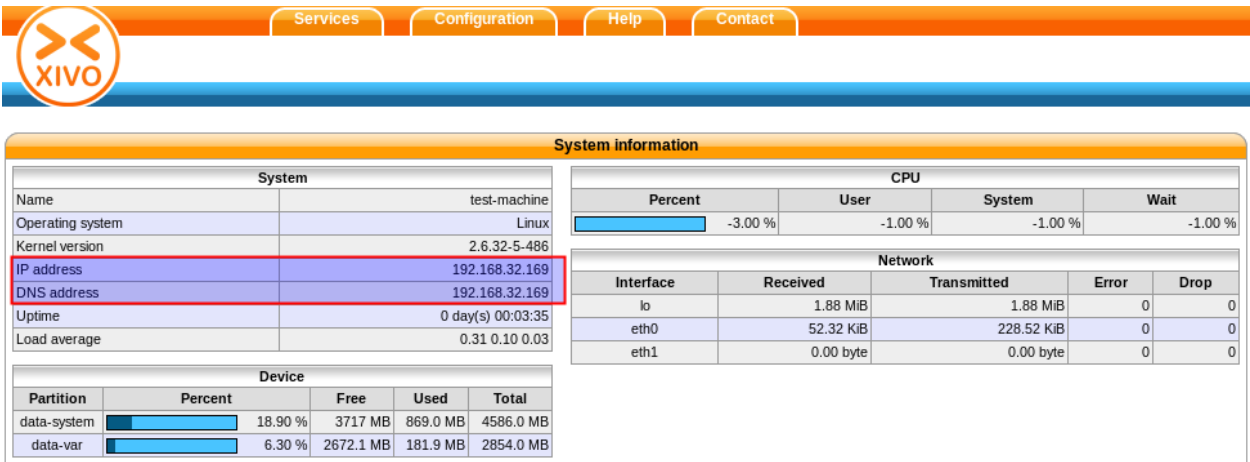 Services Configuration Help Contact
XIVO
System information
System
Name test-machine
Operating system Linux
Kernel version 2.6.32-5-486
IP address 192.168.32.169
DNS address 192.168.32.169
Uptime 0 day(s) 00:03:35
Load average 0.31 0.10 0.03
Device
Partition Percent Free Used Total
data-system 18.90 % 3717 MB 869.0 MB 4586.0 MB
data-var 6.30 % 2672.1 MB 181.9 MB 2854.0 MB
CPU
Percent User System Wait
-3.00 % -1.00 % -1.00 % -1.00 %
Network
Interface Received Transmitted Error Drop
lo 1.88 MiB 1.88 MiB 0 0
eth0 52.32 KiB 228.52 KiB 0 0
eth1 0.00 byte 0.00 byte 0 0